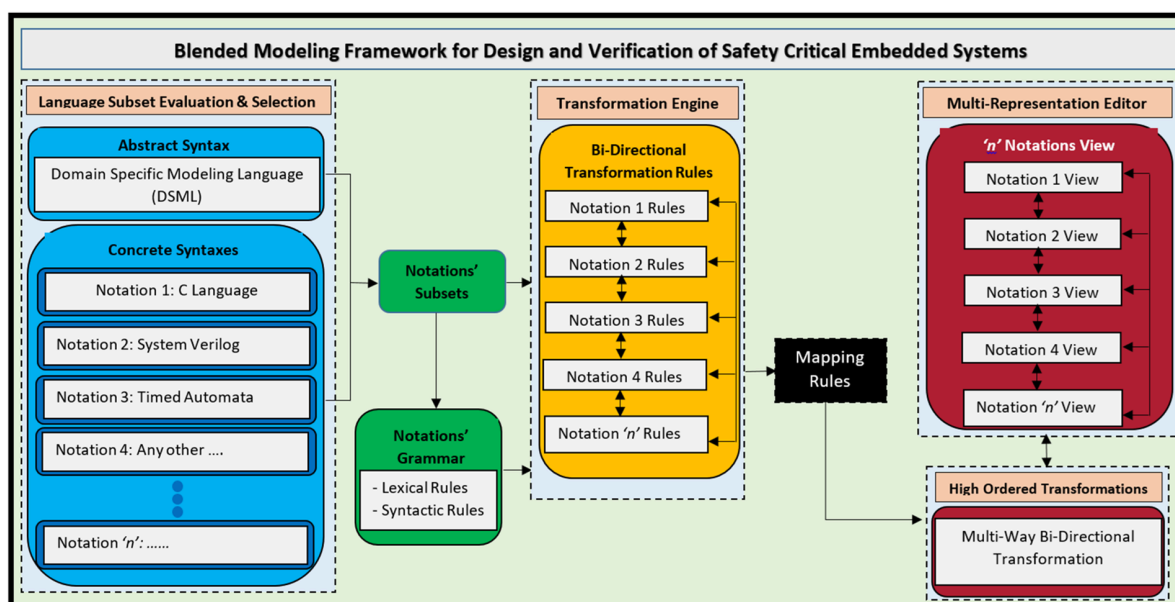 Blended Modeling Framework for Design and Verification of Safety Critical Embedded Systems
Language Subset Evaluation & Selection
Abstract Syntax
Domain Specific Modeling Language
(DSML)
Concrete Syntaxes
Notation 1: C Language
Notation 2: System Verilog
Notation 3: Timed Automata
Notation 4: Any other ....
Notation ‘n’: ......
Notations’
Subsets
Notations’
Grammar
- Lexical Rules
- Syntactic Rules
Transformation Engine
Bi-Directional
Transformation Rules
Notation 1 Rules
Notation 2 Rules
Notation 3 Rules
Notation 4 Rules
Notation ‘n’ Rules
Mapping
Rules
Multi-Representation Editor
‘n’ Notations View
Notation 1 View
Notation 2 View
Notation 3 View
Notation 4 View
Notation ‘n’ View
High Ordered Transformations
Multi-Way Bi-Directional
Transformation